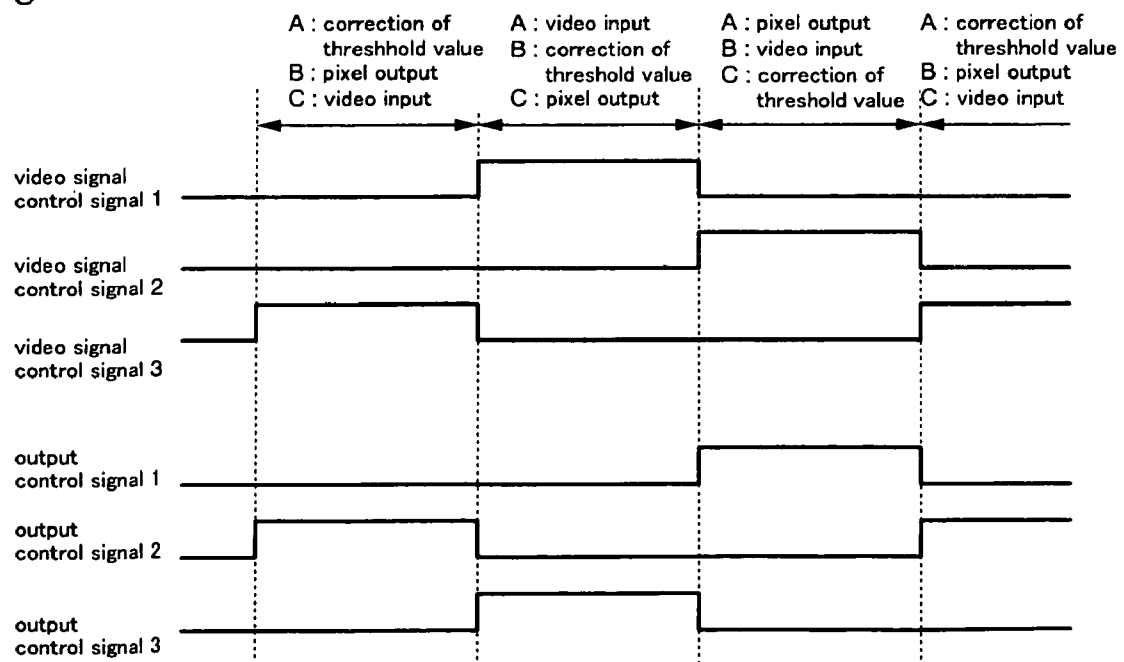 A : correction of
threshhold value
B : pixel output
C : video input
A : video input
B : correction of
threshold value
C : pixel output
A : pixel output
B : video input
C : correction of
threshold value
A : correction of
threshhold value
B : pixel output
C : video input
video signal
control signal 1
video signal
control signal 2
video signal
control signal 3
output
control signal 1
output
control signal 2
output
control signal 3